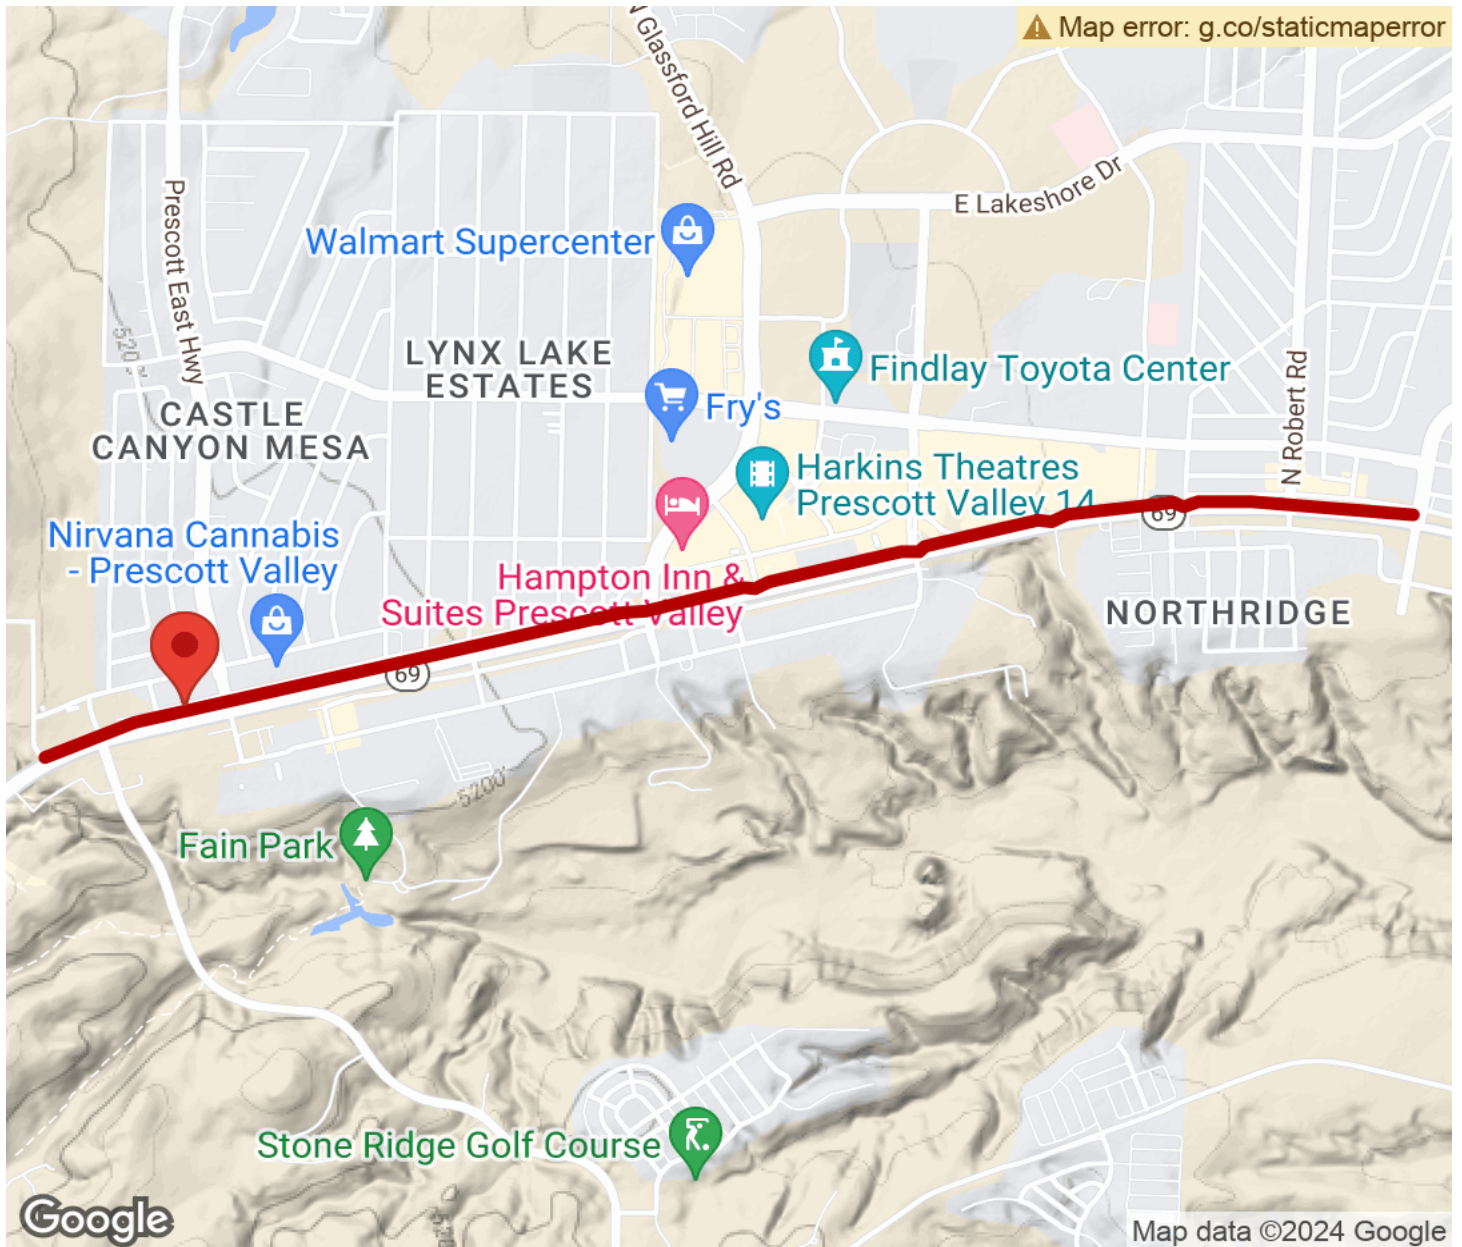 Map error: g.co/staticmaperror
N Glassford Hill Rd
Prescott East Hwy
E Lakeshore Dr
Walmart Supercenter
5200'
LYNX LAKE
ESTATES
Findlay Toyota Center
Fry's
CASTLE
CANYON MESA
N Robert Rd
Harkins Theatres
Prescott Valley 14
69
Nirvana Cannabis
- Prescott Valley
Hampton Inn &
Suites Prescott Valley
NORTHRIDGE
69
5200'
Fain Park
Stone Ridge Golf Course
Google
Map data ©2024 Google